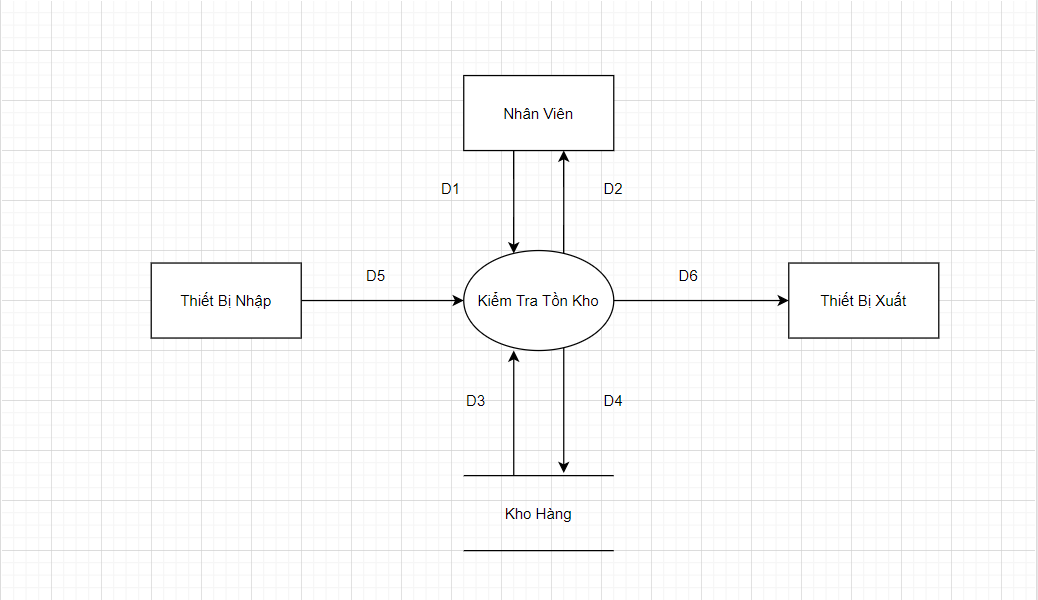 Nhân Viên
D1
D2
D5
D6
Thiết Bị Nhập
Kiểm Tra Tồn Kho
Thiết Bị Xuất
D3
D4
Kho Hàng